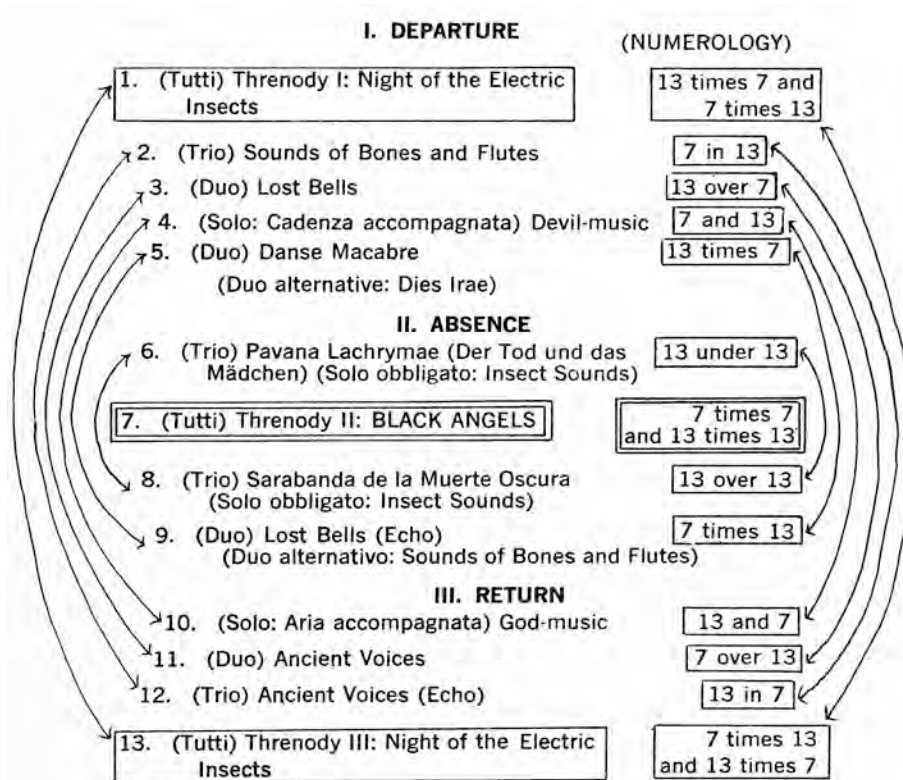 I. DEPARTURE
(NUMEROLOGY)
1. (Tutti) Threnody I: Night of the Electric
Insects
13 times 7 and
7 times 13
2. (Trio) Sounds of Bones and Flutes
7 in 13
3. (Duo) Lost Bells
13 over 7
4. (Solo: Cadenza accompagnata) Devil-music
7 and 13
5. (Duo) Danse Macabre
13 times 7
(Duo alternative: Dies Irae)
II. ABSENCE
6. (Trio) Pavana Lachrymae (Der Tod und das
Mädchen) (Solo obbligato: Insect Sounds)
13 under 13
7. (Tutti) Threnody II: BLACK ANGELS
7 times 7
and 13 times 13
8. (Trio) Sarabanda de la Muerte Oscura
(Solo obbligato: Insect Sounds)
13 over 13
9. (Duo) Lost Bells (Echo)
(Duo alternativo: Sounds of Bones and Flutes)
7 times 13
III. RETURN
10. (Solo: Aria accompagnata) God-music
13 and 7
11. (Duo) Ancient Voices
7 over 13
12. (Trio) Ancient Voices (Echo)
13 in 7
13. (Tutti) Threnody III: Night of the Electric
Insects
7 times 13
and 13 times 7